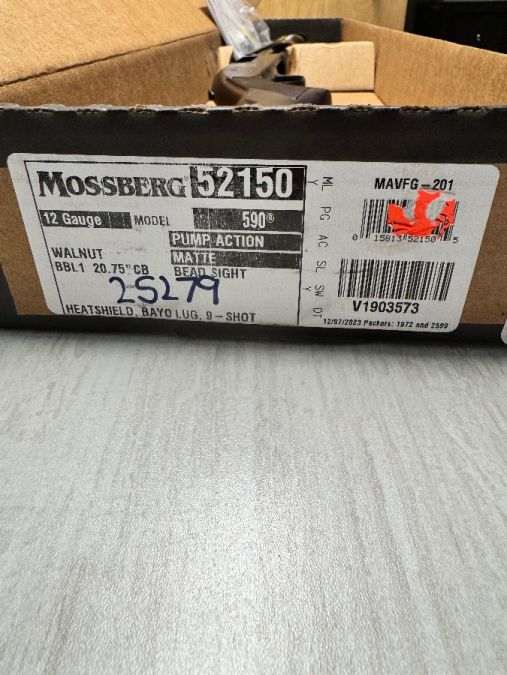 MOSSBERG® 52150
12 Gauge MODEL 590®
PUMP ACTION
WALNUT MATTE
BBL1 20.75" CB BEAD SIGHT
25279
HEATSHIELD, BAYO LUG, 9-SHOT
ML PG AC SL SW DT
Y Y
MAVFG-201
0 15813 52150 5
V1903573
12/07/2023 Packers: 1972 and 2599